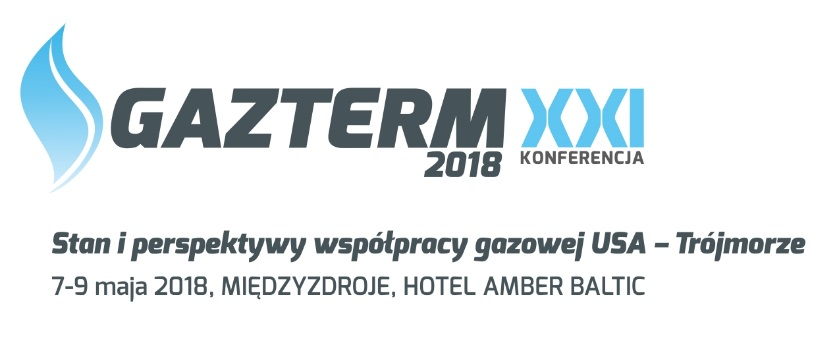 GAZTERM XXI
2018 KONFERENCJA
Stan i perspektywy współpracy gazowej USA – Trójmorze
7-9 maja 2018, MIĘDZYZDROJE, HOTEL AMBER BALTIC